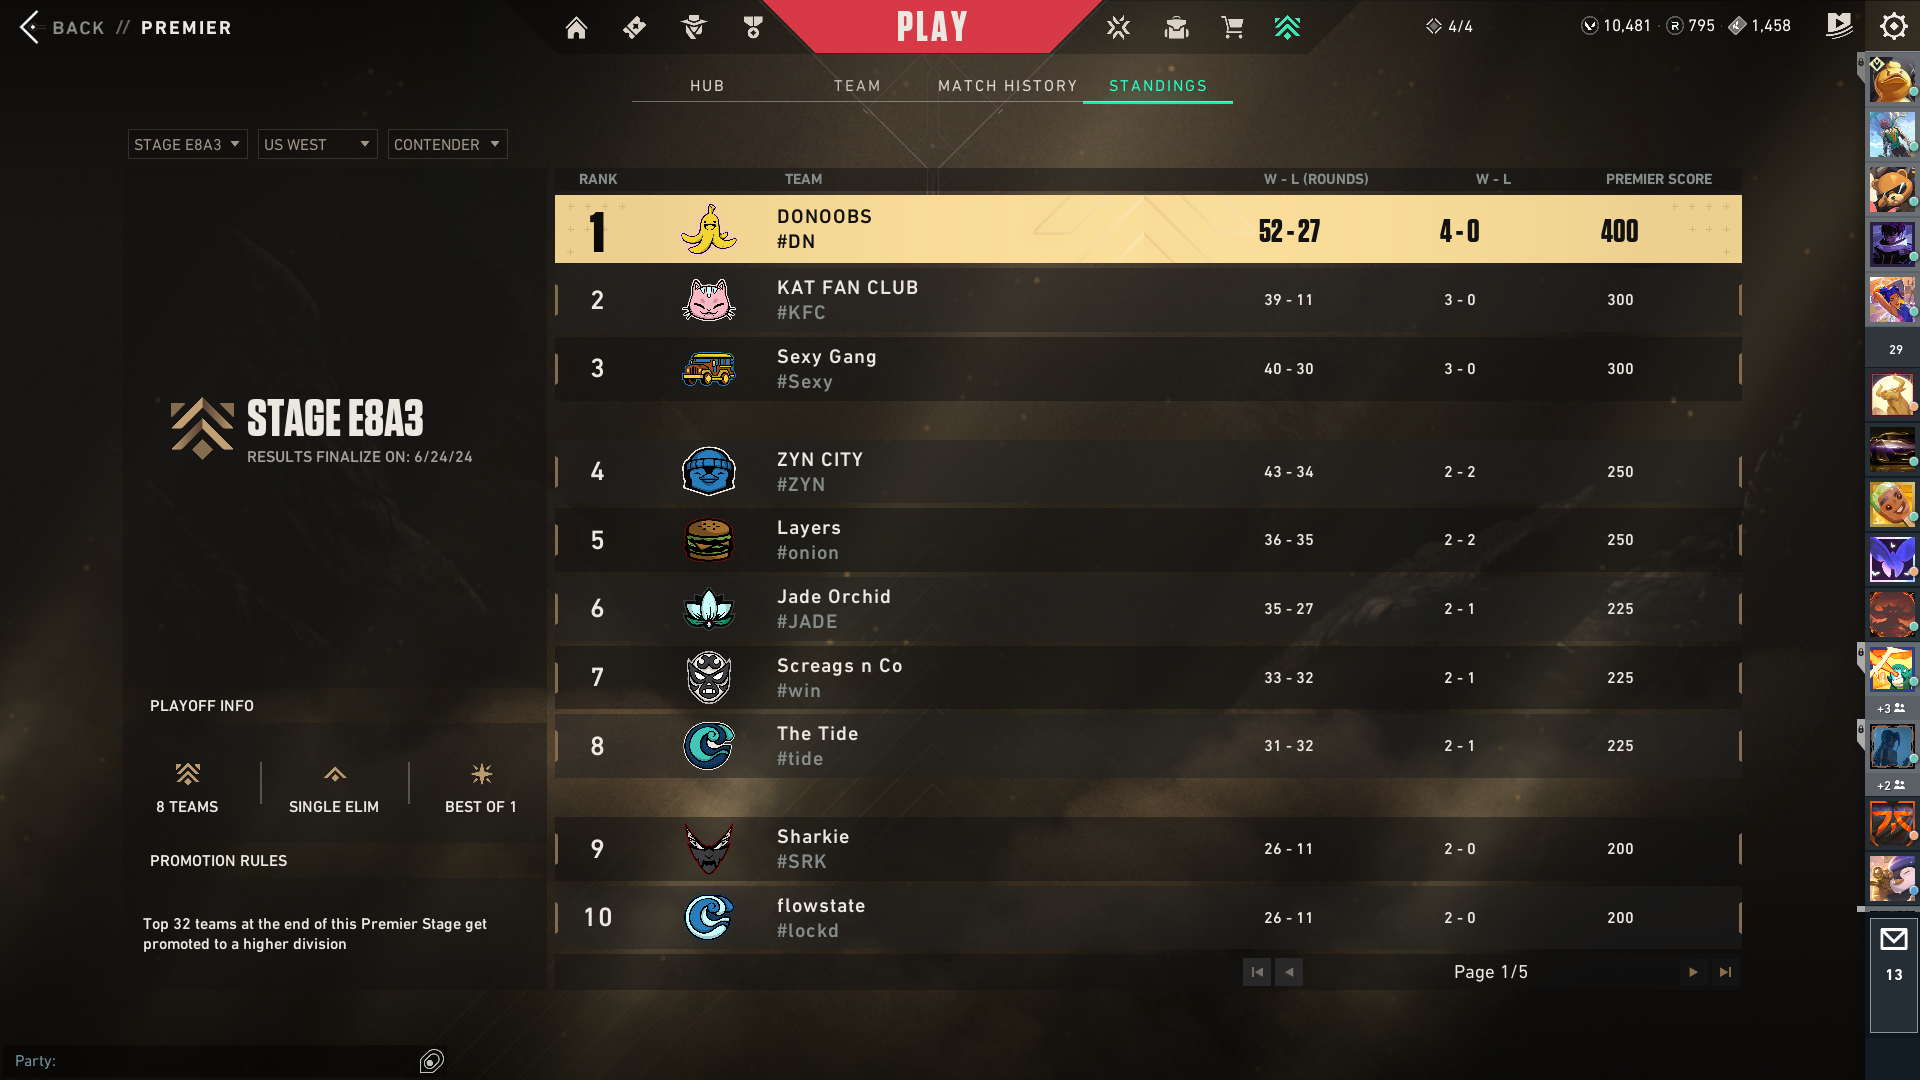 BACK // PREMIER
PLAY
4/4
10,481 · R 795 1,458
HUB
TEAM
MATCH HISTORY
STANDINGS
STAGE E8A3
US WEST
CONTENDER
RANK TEAM W - L (ROUNDS) W - L PREMIER SCORE
1 DONOOBS 52 - 27 4 - 0 400
#DN
2 KAT FAN CLUB 39 - 11 3 - 0 300
#KFC
3 Sexy Gang 40 - 30 3 - 0 300
#Sexy
4 ZYN CITY 43 - 34 2 - 2 250
#ZYN
5 Layers 36 - 35 2 - 2 250
#onion
6 Jade Orchid 35 - 27 2 - 1 225
#JADE
7 Screags n Co 33 - 32 2 - 1 225
#win
8 The Tide 31 - 32 2 - 1 225
#tide
9 Sharkie 26 - 11 2 - 0 200
#SRK
10 flowstate 26 - 11 2 - 0 200
#lockd
Page 1/5
STAGE E8A3
RESULTS FINALIZE ON: 6/24/24
PLAYOFF INFO
8 TEAMS
SINGLE ELIM
BEST OF 1
PROMOTION RULES
Top 32 teams at the end of this Premier Stage get
promoted to a higher division
Party:
29
+3
+2
13